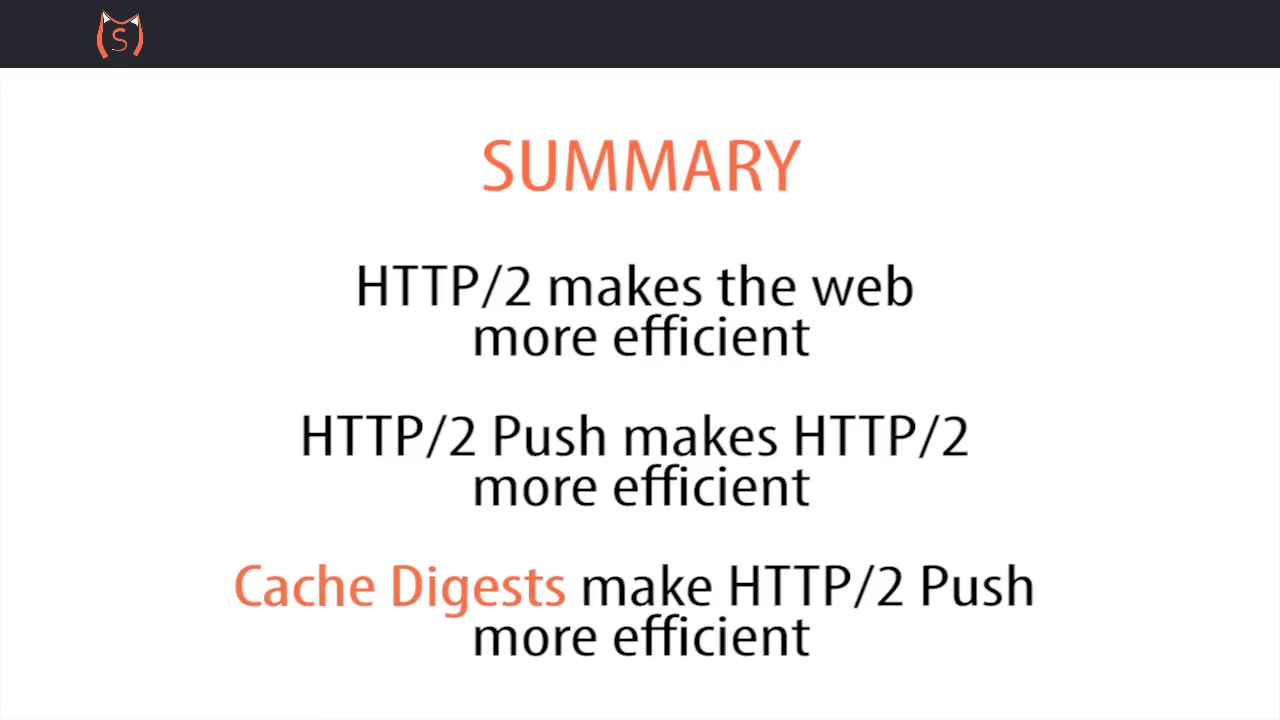 S
SUMMARY
HTTP/2 makes the web
more efficient
HTTP/2 Push makes HTTP/2
more efficient
Cache Digests make HTTP/2 Push
more efficient